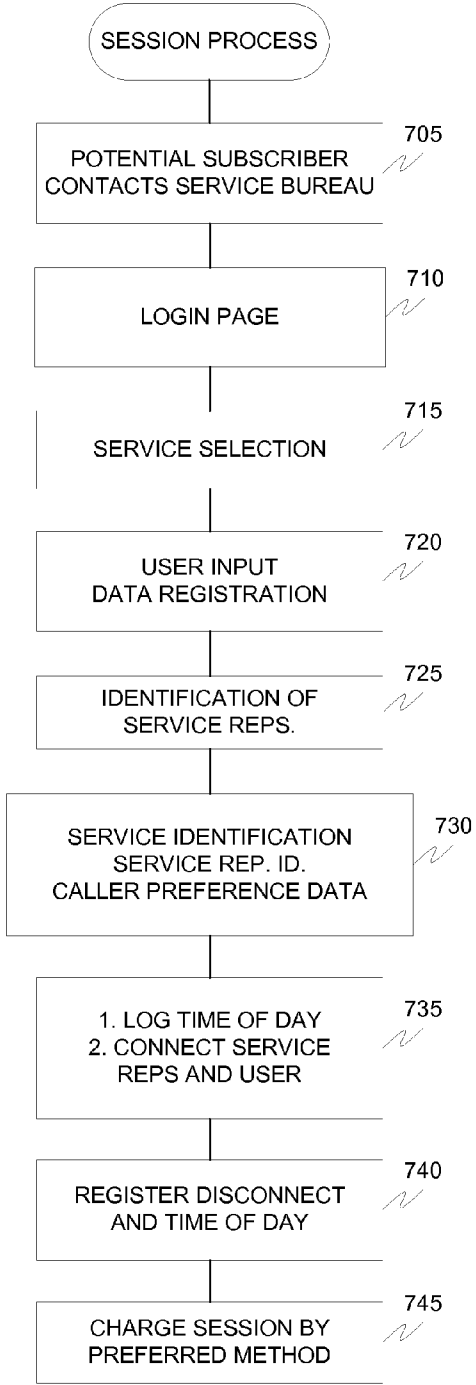 SESSION PROCESS
705
POTENTIAL SUBSCRIBER
CONTACTS SERVICE BUREAU
710
LOGIN PAGE
715
SERVICE SELECTION
720
USER INPUT
DATA REGISTRATION
725
IDENTIFICATION OF
SERVICE REPS.
730
SERVICE IDENTIFICATION
SERVICE REP. ID.
CALLER PREFERENCE DATA
735
1. LOG TIME OF DAY
2. CONNECT SERVICE
REPS AND USER
740
REGISTER DISCONNECT
AND TIME OF DAY
745
CHARGE SESSION BY
PREFERRED METHOD